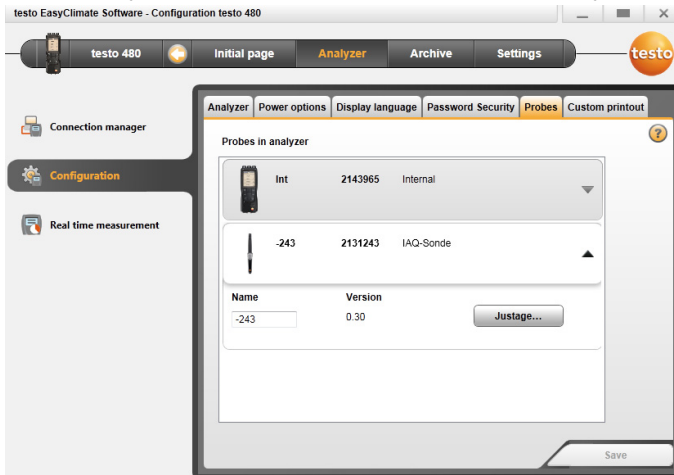 testo EasyClimate Software - Configuration testo 480
testo 480 Initial page Analyzer Archive Settings testo
Analyzer Power options Display language Password Security Probes Custom printout
Connection manager
Configuration
Real time measurement
Probes in analyzer
?
Int 2143965 Internal
-243 2131243 IAQ-Sonde
Name Version
-243 0.30 Justage...
Save